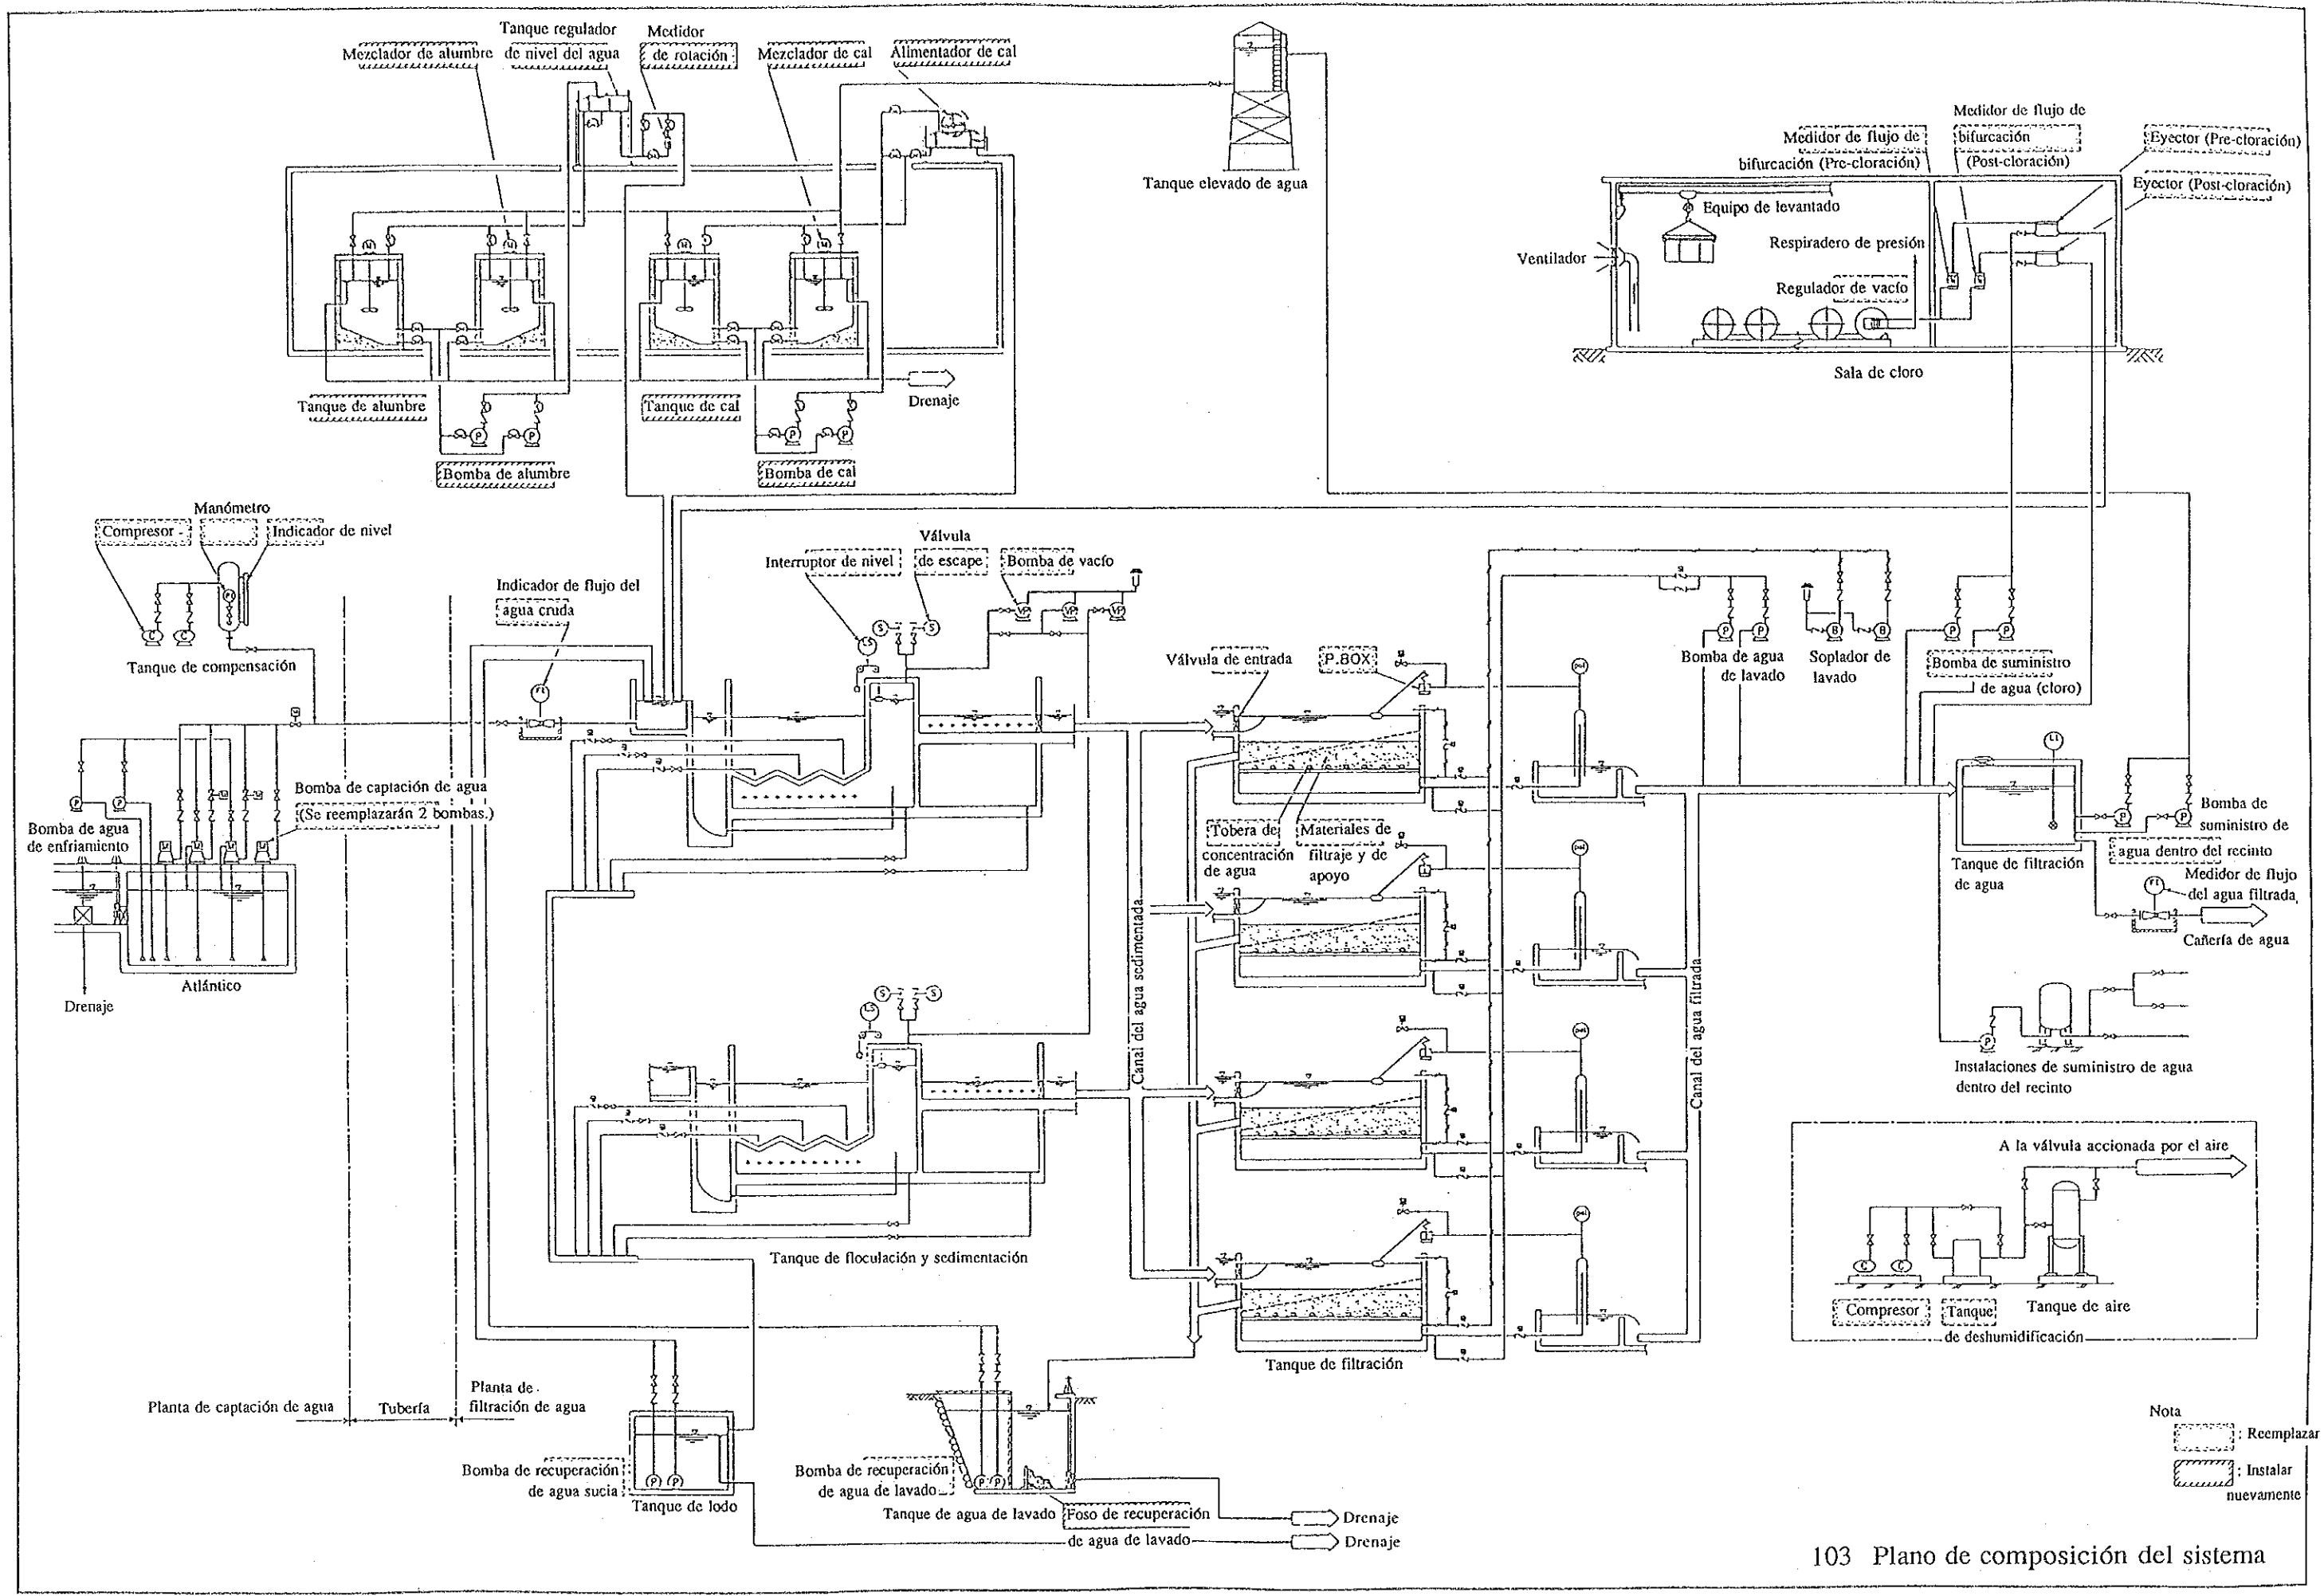 Tanque regulador
de nivel del agua
Medidor
de rotación
Mezclador de alumbre
Mezclador de cal
Alimentador de cal
Tanque elevado de agua
Medidor de flujo de
bifurcación (Pre-cloración)
Medidor de flujo de
bifurcación
(Post-cloración)
Eyector (Pre-cloración)
Eyector (Post-cloración)
Equipo de levantado
Respiradero de presión
Ventilador
Regulador de vacío
Sala de cloro
Tanque de alumbre
Tanque de cal
Drenaje
Bomba de alumbre
Bomba de cal
Manómetro
Compresor
Indicador de nivel
Tanque de compensación
Indicador de flujo del
agua cruda
Interruptor de nivel
Válvula
de escape
Bomba de vacío
Válvula de entrada
P.BOX
Bomba de agua
de lavado
Soplador de
lavado
Bomba de suministro
de agua (cloro)
Bomba de captación de agua
(Se reemplazarán 2 bombas.)
Bomba de agua
de enfriamiento
Atlántico
Drenaje
Tobera de
concentración
de agua
Materiales de
filtraje y de
apoyo
Canal del agua sedimentada
Canal del agua filtrada
Tanque de filtración
de agua
Bomba de
suministro de
agua dentro del recinto
Medidor de flujo
del agua filtrada
Cañería de agua
Instalaciones de suministro de agua
dentro del recinto
Tanque de floculación y sedimentación
A la válvula accionada por el aire
Compresor
Tanque
de deshumidificación
Tanque de aire
Tanque de filtración
Planta de captación de agua
Tubería
Planta de
filtración de agua
Bomba de recuperación
de agua sucia
Tanque de lodo
Bomba de recuperación
de agua de lavado
Tanque de agua de lavado
Foso de recuperación
de agua de lavado
Drenaje
Drenaje
Nota
: Reemplazar
: Instalar
nuevamente
103 Plano de composición del sistema